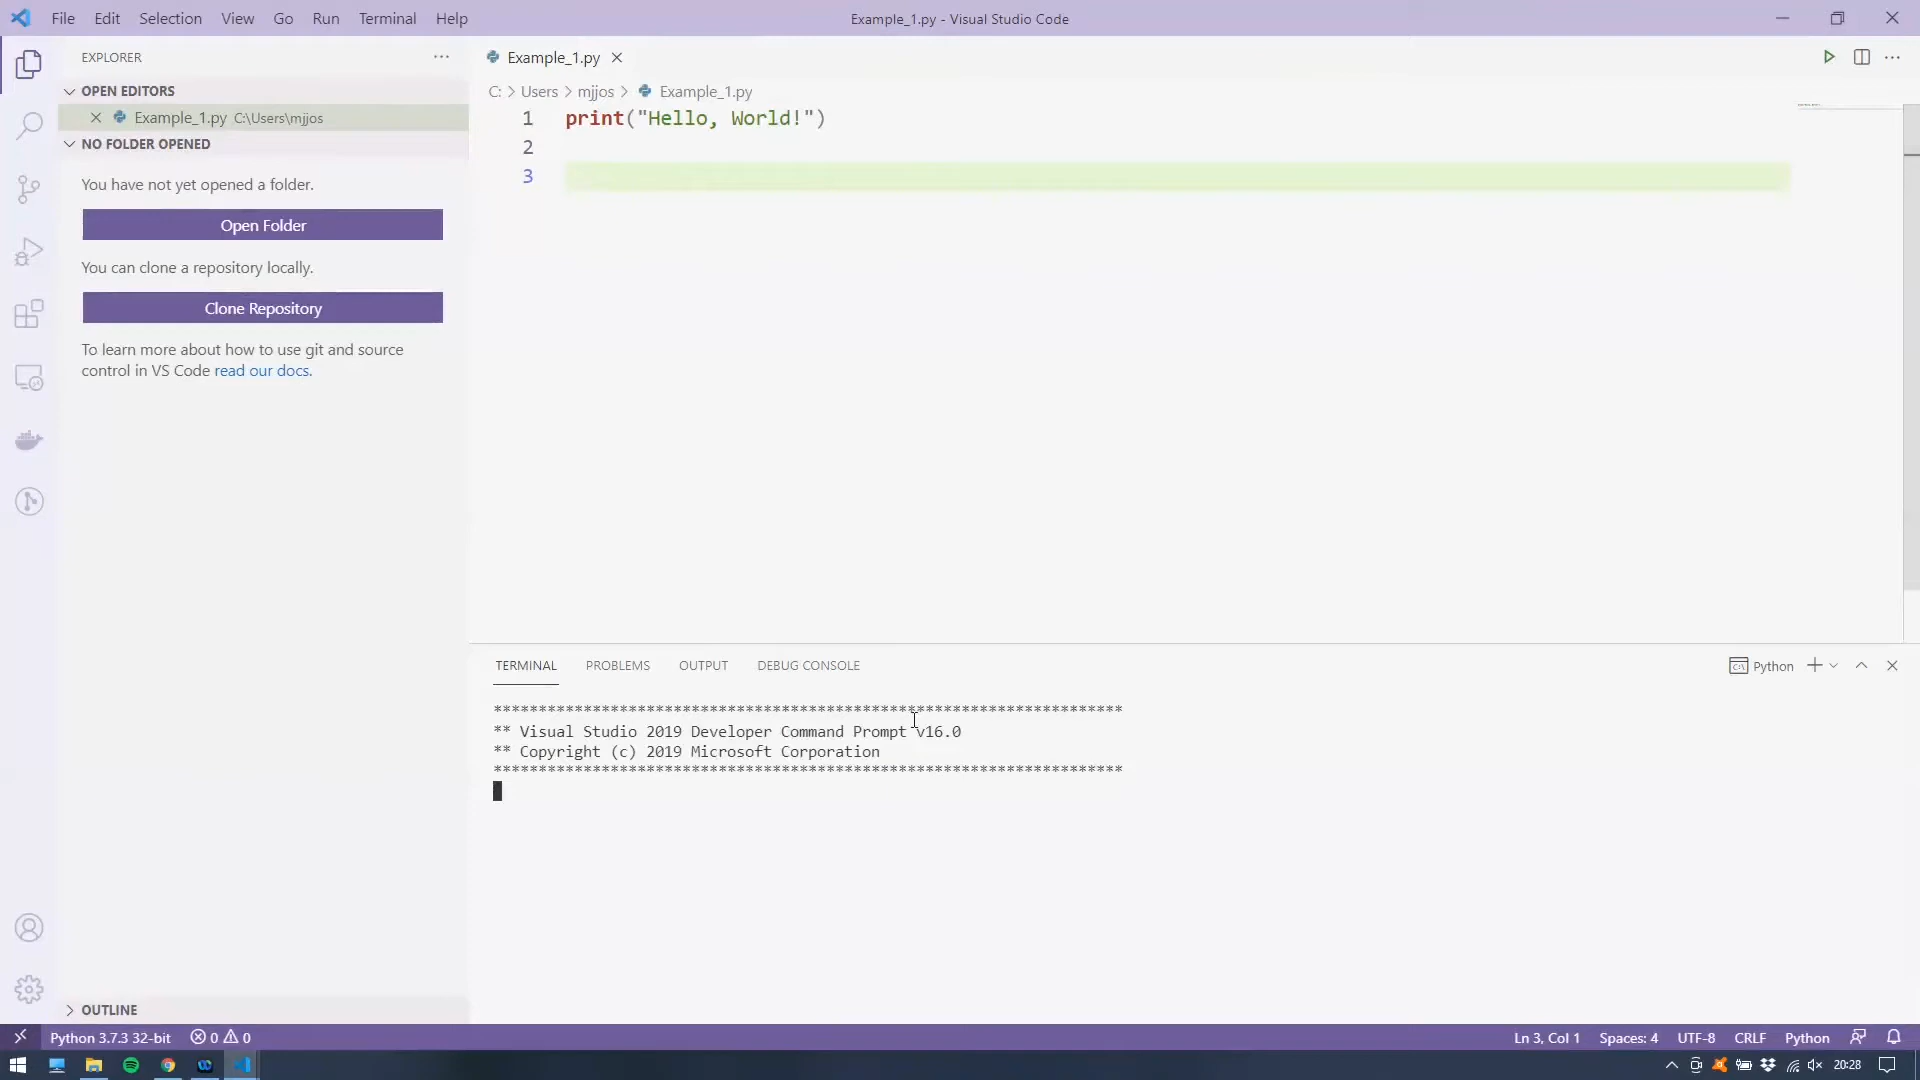 File Edit Selection View Go Run Terminal Help
Example_1.py - Visual Studio Code
EXPLORER
OPEN EDITORS
Example_1.py C:\Users\mjjos
NO FOLDER OPENED
You have not yet opened a folder.
Open Folder
You can clone a repository locally.
Clone Repository
To learn more about how to use git and source
control in VS Code read our docs.
OUTLINE
Example_1.py
C: > Users > mjjos > Example_1.py
1 print("Hello, World!")
2
3
TERMINAL PROBLEMS OUTPUT DEBUG CONSOLE
Python
**********************************************************************
** Visual Studio 2019 Developer Command Prompt v16.0
** Copyright (c) 2019 Microsoft Corporation
**********************************************************************
Python 3.7.3 32-bit 0 0
Ln 3, Col 1 Spaces: 4 UTF-8 CRLF Python
20:28